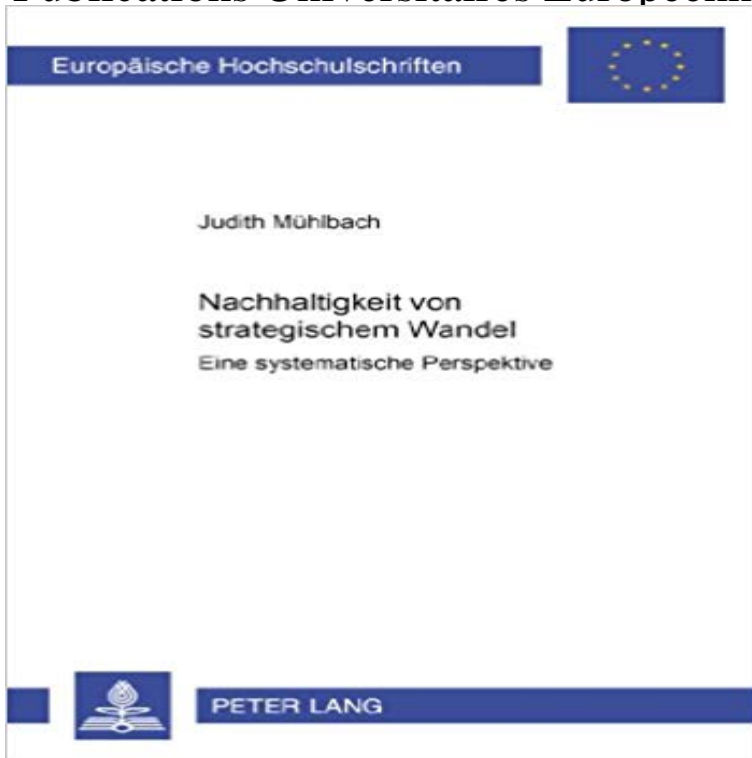 Europäische Hochschulschriften
Judith Mühlbach
Nachhaltigkeit von
strategischem Wandel
Eine systematische Perspektive
PETER LANG